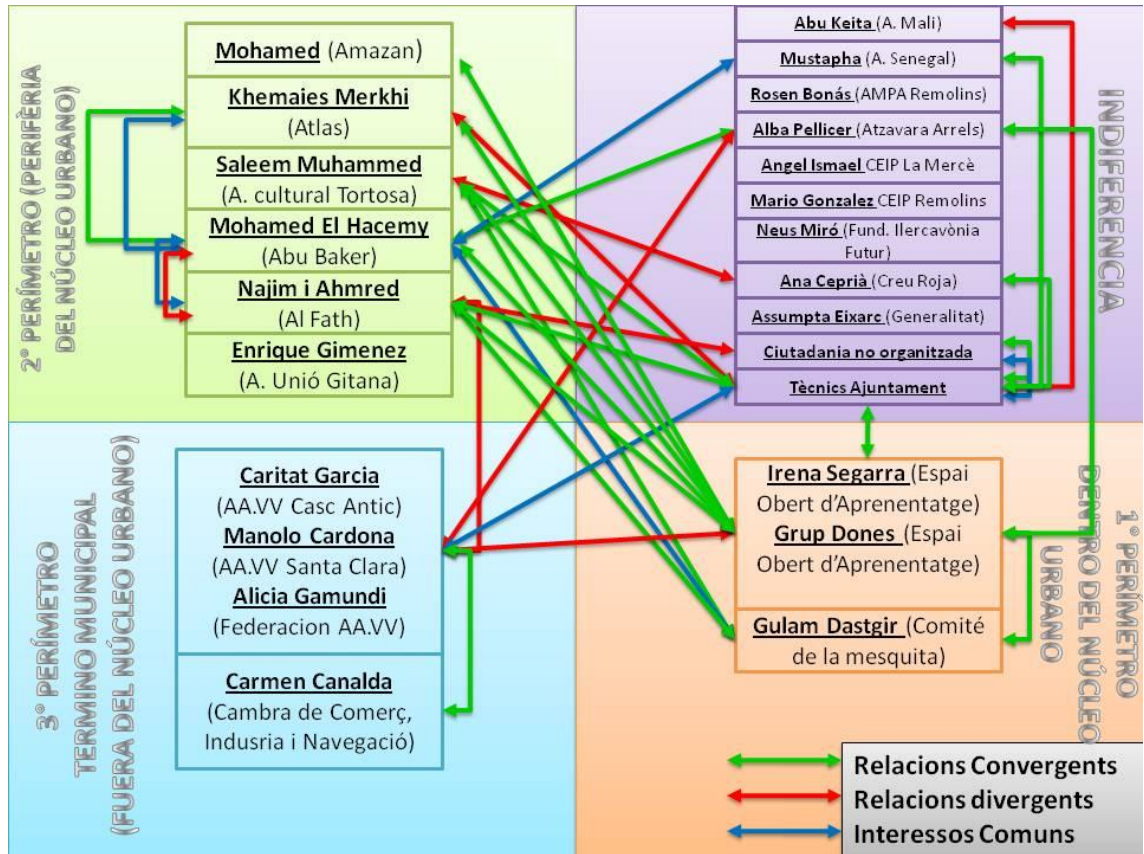 2º PERÍMETRO (PERIFÈRIA
DEL NÚCLEO URBANO)
Mohamed (Amazan)
Khemaies Merkhi
(Atlas)
Saleem Muhammed
(A. cultural Tortosa)
Mohamed El Hacemy
(Abu Baker)
Najim i Ahmred
(Al Fath)
Enrique Gimenez
(A. Unió Gitana)
Abu Keita (A. Mali)
Mustapha (A. Senegal)
Rosen Bonás (AMPA Remolins)
Alba Pellicer (Atzavara Arrels)
Angel Ismael CEIP La Mercè
Mario Gonzalez CEIP Remolins
Neus Miró (Fund. Ilercavònia
Futur)
Ana Ceprià (Creu Roja)
Assumpta Eixarc (Generalitat)
Ciutadania no organitzada
Tècnics Ajuntament
INDIFERENCIA
3º PERÍMETRO
TERMINO MUNICIPAL
(FUERA DEL NÚCLEO URBANO)
Caritat Garcia
(AA.VV Casc Antic)
Manolo Cardona
(AA.VV Santa Clara)
Alicia Gamundi
(Federacion AA.VV)
Carmen Canalda
(Cambra de Comerç,
Indusria i Navegació)
Irena Segarra (Espai
Obert d'Aprenentatge)
Grup Dones (Espai
Obert d'Aprenentatge)
Gulam Dastgir (Comité
de la mesquita)
1º PERÍMETRO
DENTRO DEL NÚCLEO
URBANO
Relacions Convergents
Relacions divergents
Interessos Comuns